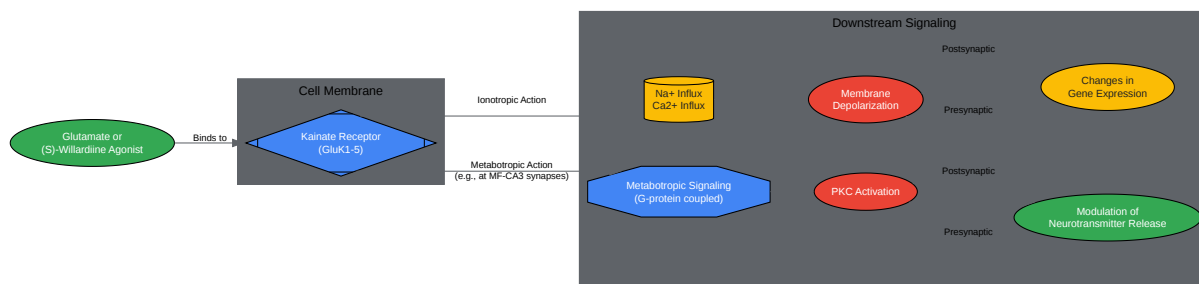 Glutamate or
(S)-Willardiine Agonist
Binds to
Cell Membrane
Kainate Receptor
(GluK1-5)
Ionotropic Action
Metabotropic Action
(e.g., at MF-CA3 synapses)
Downstream Signaling
Na+ Influx
Ca2+ Influx
Metabotropic Signaling
(G-protein coupled)
Membrane
Depolarization
PKC Activation
Postsynaptic
Presynaptic
Postsynaptic
Presynaptic
Changes in
Gene Expression
Modulation of
Neurotransmitter Release